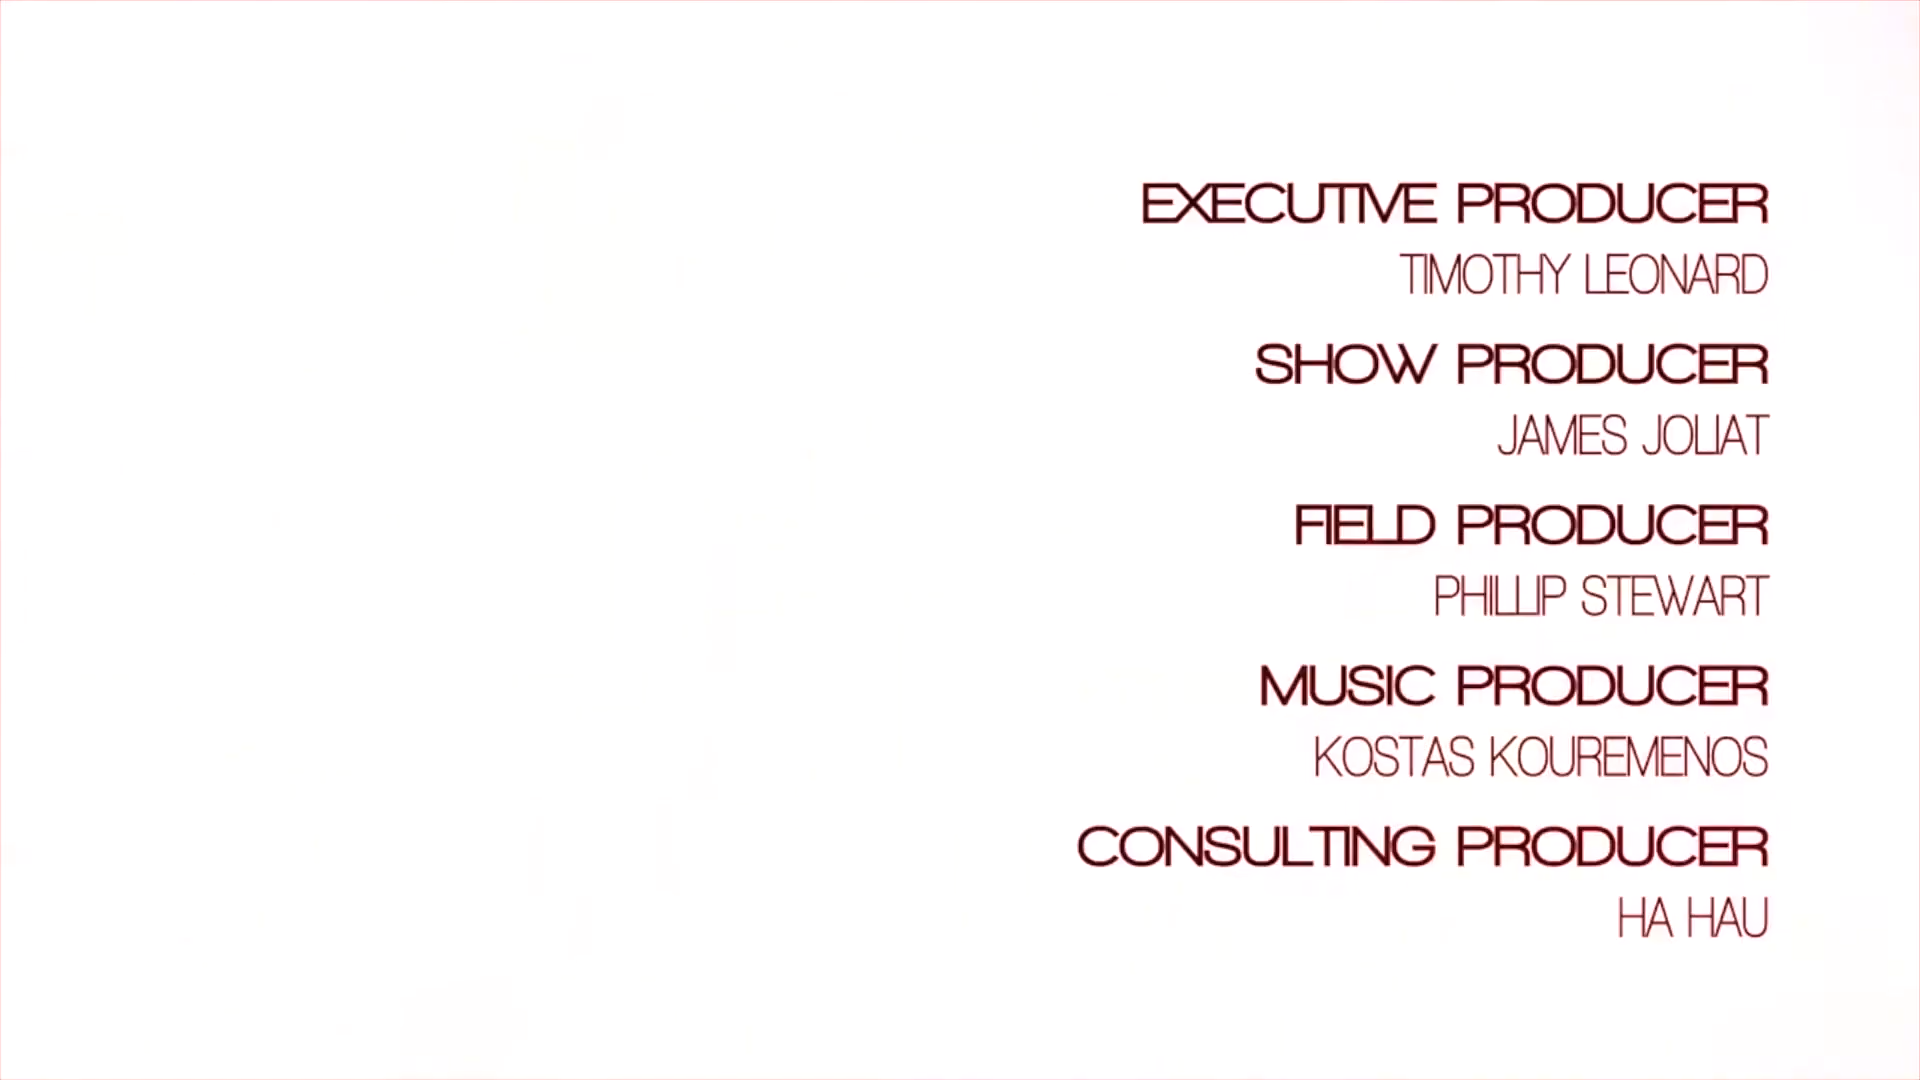 EXECUTIVE PRODUCER
TIMOTHY LEONARD
SHOW PRODUCER
JAMES JOLIAT
FIELD PRODUCER
PHILLIP STEWART
MUSIC PRODUCER
KOSTAS KOUREMENOS
CONSULTING PRODUCER
HA HAU